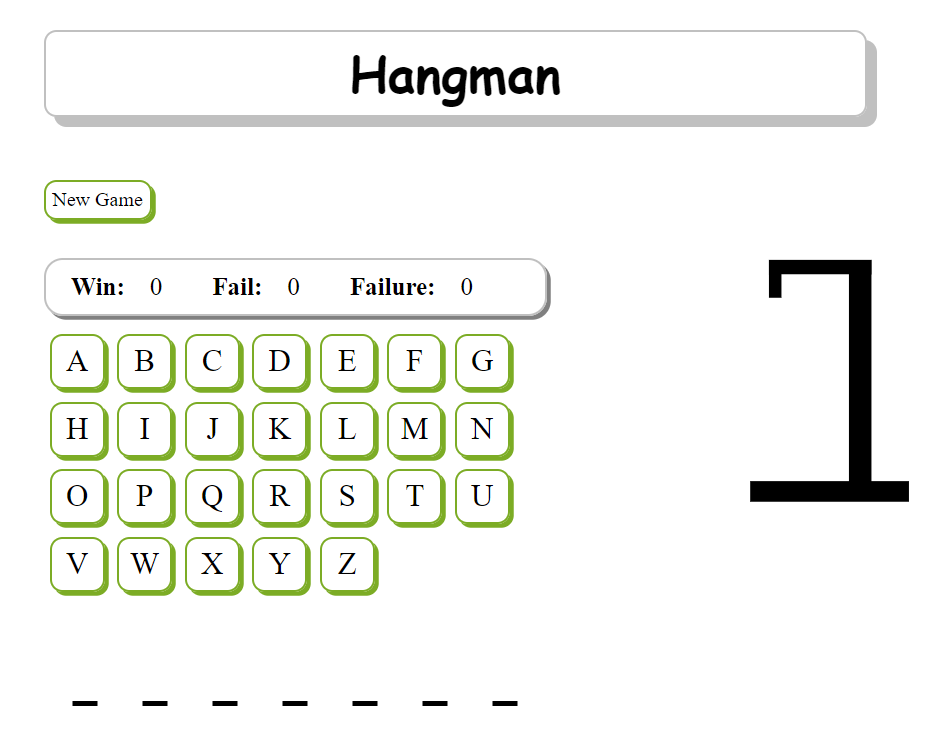 Hangman
New Game
Win: 0 Fail: 0 Failure: 0
A B C D E F G
H I J K L M N
O P Q R S T U
V W X Y Z
_ _ _ _ _ _ _